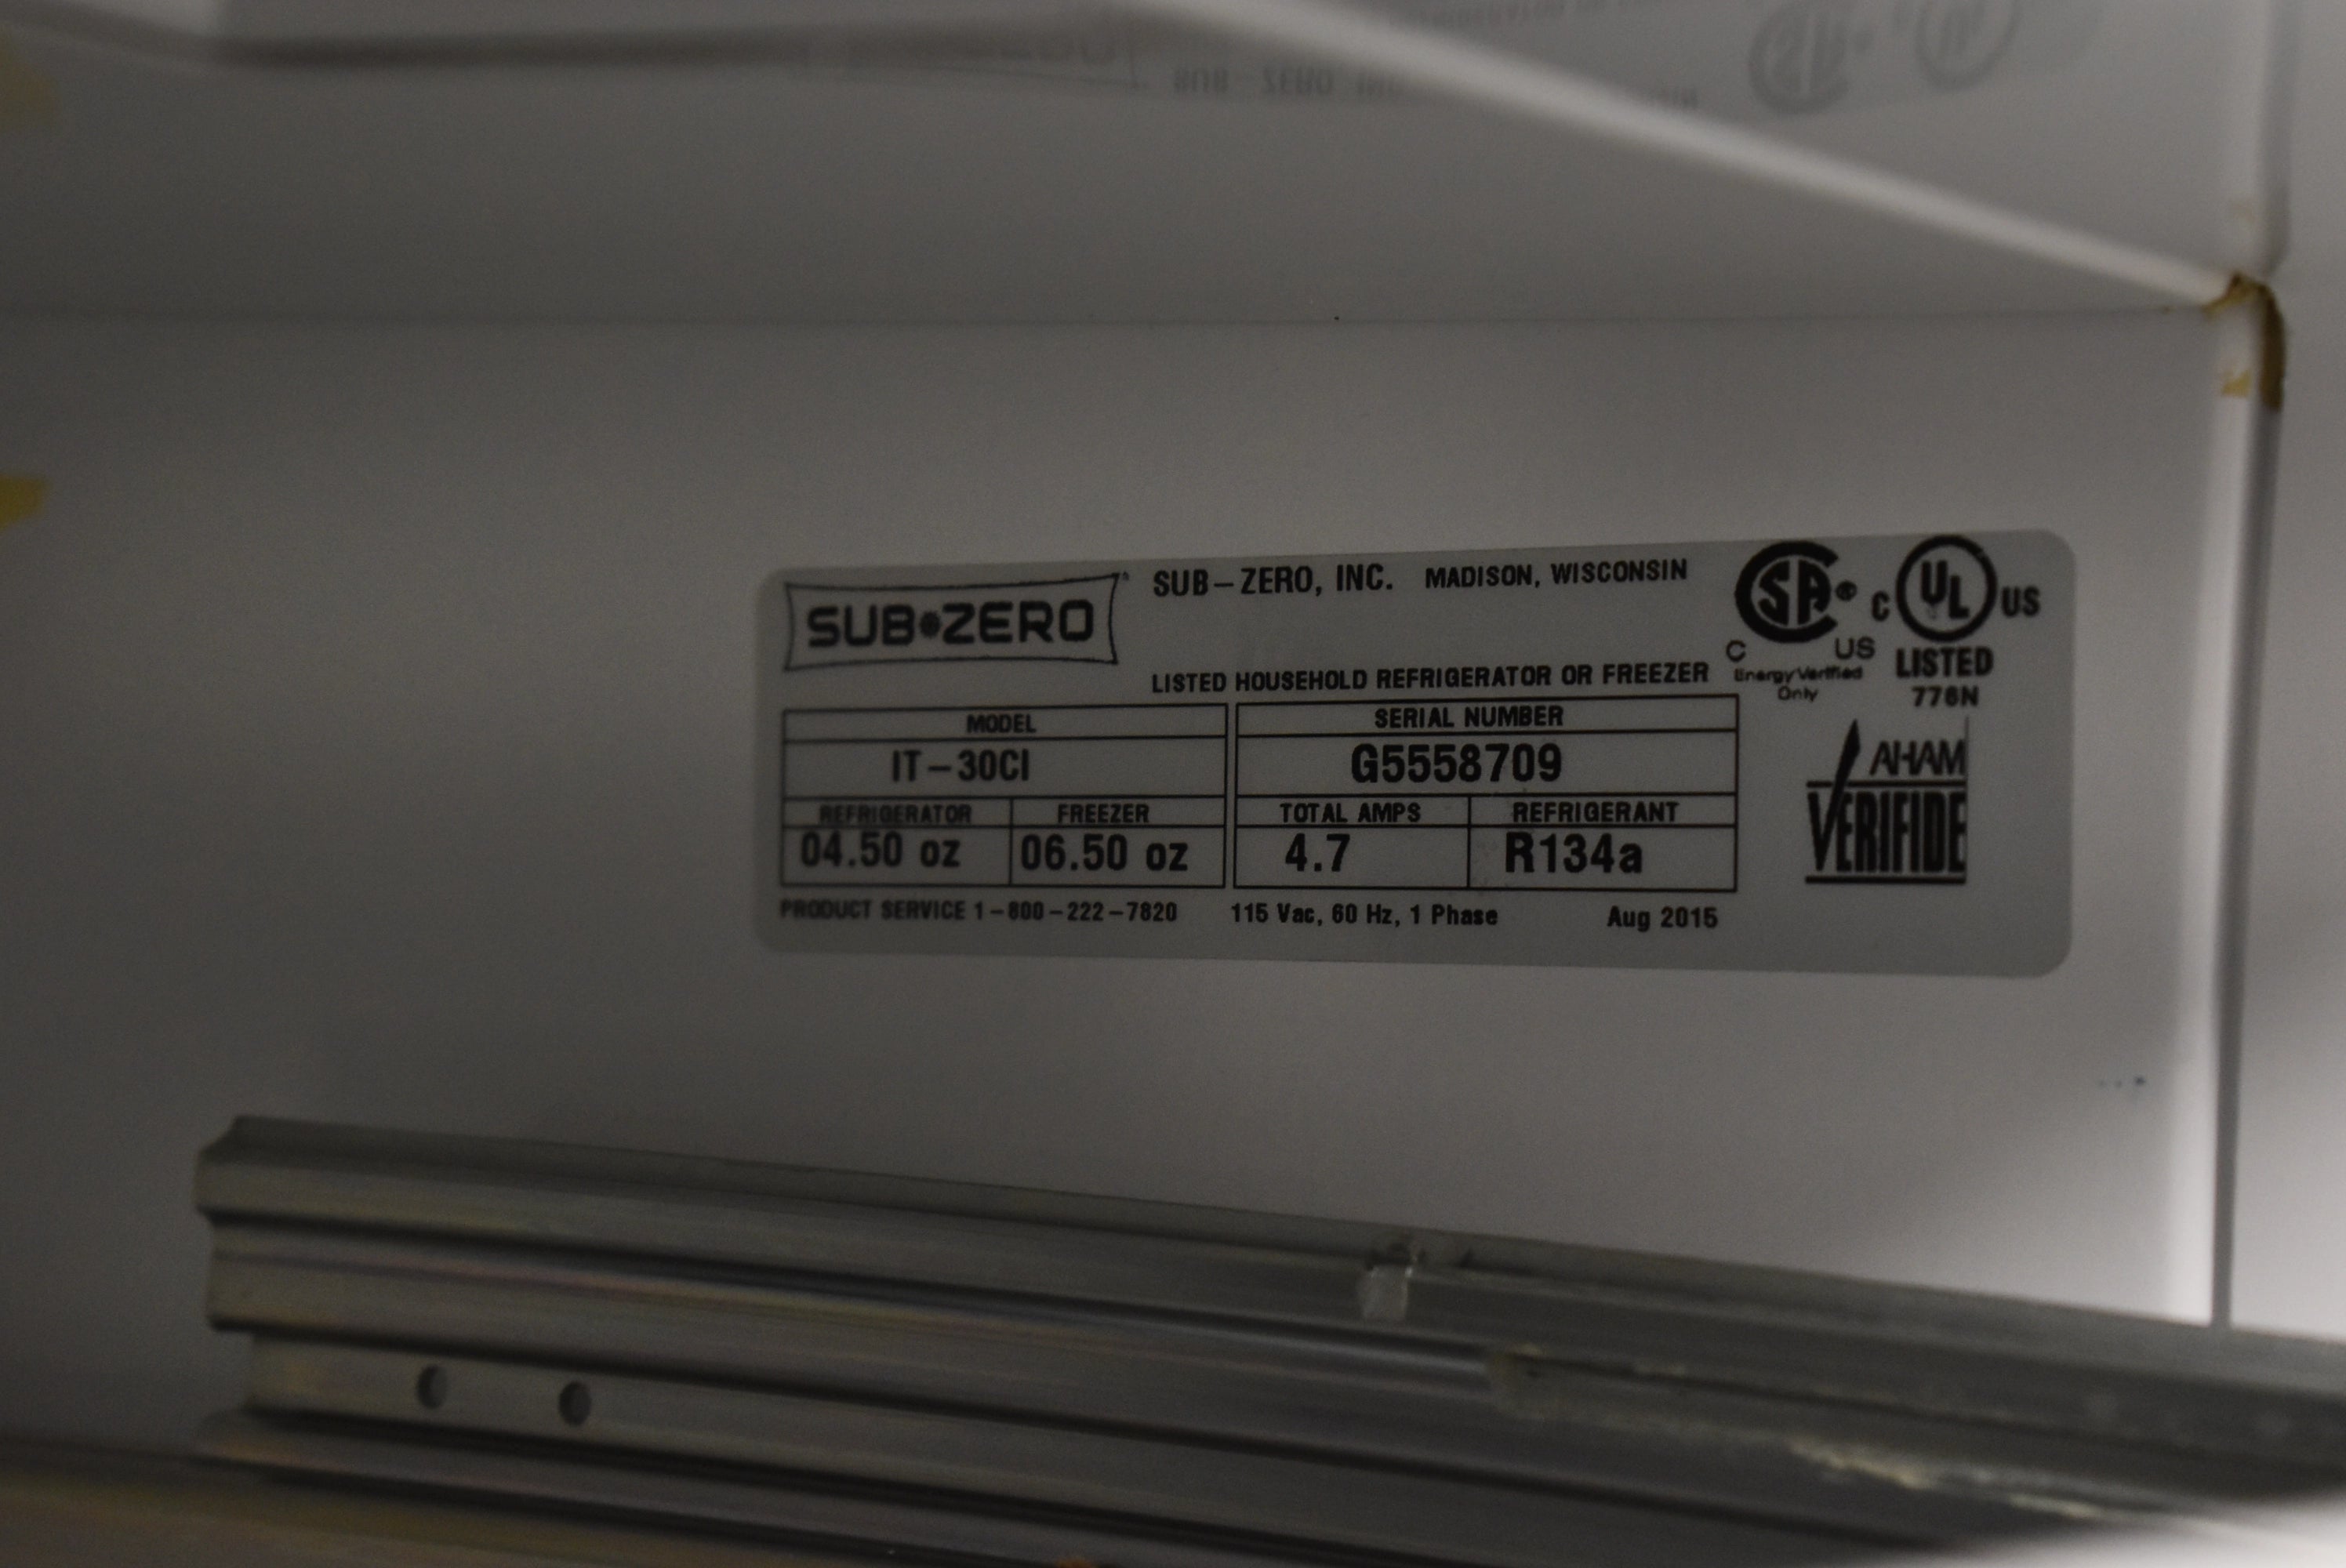 SUB ZERO
SUB-ZERO, INC. MADISON, WISCONSIN
LISTED HOUSEHOLD REFRIGERATOR OR FREEZER
SA®
C US
Energy Verified
Only
C UL US
LISTED
776N
MODEL
IT-30CI
SERIAL NUMBER
G5558709
REFRIGERATOR FREEZER
04.50 oz 06.50 oz
TOTAL AMPS REFRIGERANT
4.7 R134a
AHAM
VERIFIDE
PRODUCT SERVICE 1-800-222-7820 115 Vac, 60 Hz, 1 Phase Aug 2015